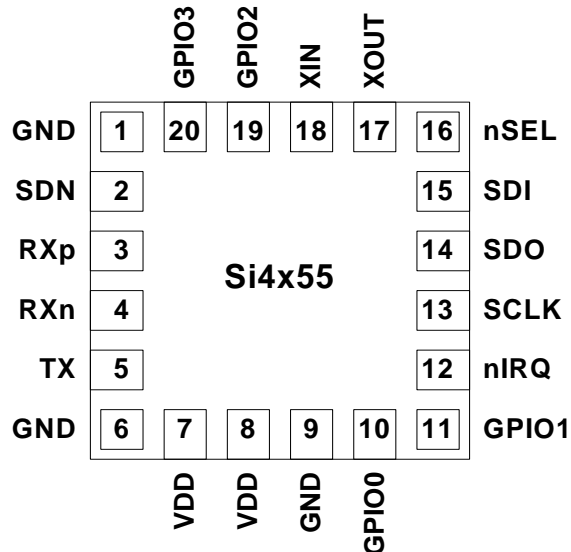 GPIO3 GPIO2 XIN XOUT
GND 1 20 19 18 17 16 nSEL
SDN 2 15 SDI
RXp 3 14 SDO
Si4x55
RXn 4 13 SCLK
TX 5 12 nIRQ
GND 6 7 8 9 10 11 GPIO1
VDD VDD GND GPIO0